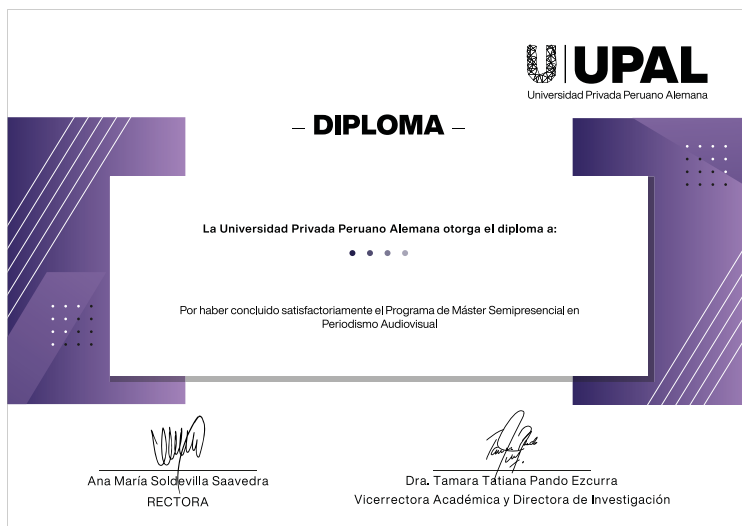 UPAL
Universidad Privada Peruano Alemana
– DIPLOMA –
La Universidad Privada Peruano Alemana otorga el diploma a:
Por haber concluido satisfactoriamente el Programa de Máster Semipresencial en
Periodismo Audiovisual
Ana María Soldevilla Saavedra
RECTORA
Dra. Tamara Tatiana Pando Ezcurra
Vicerrectora Académica y Directora de Investigación